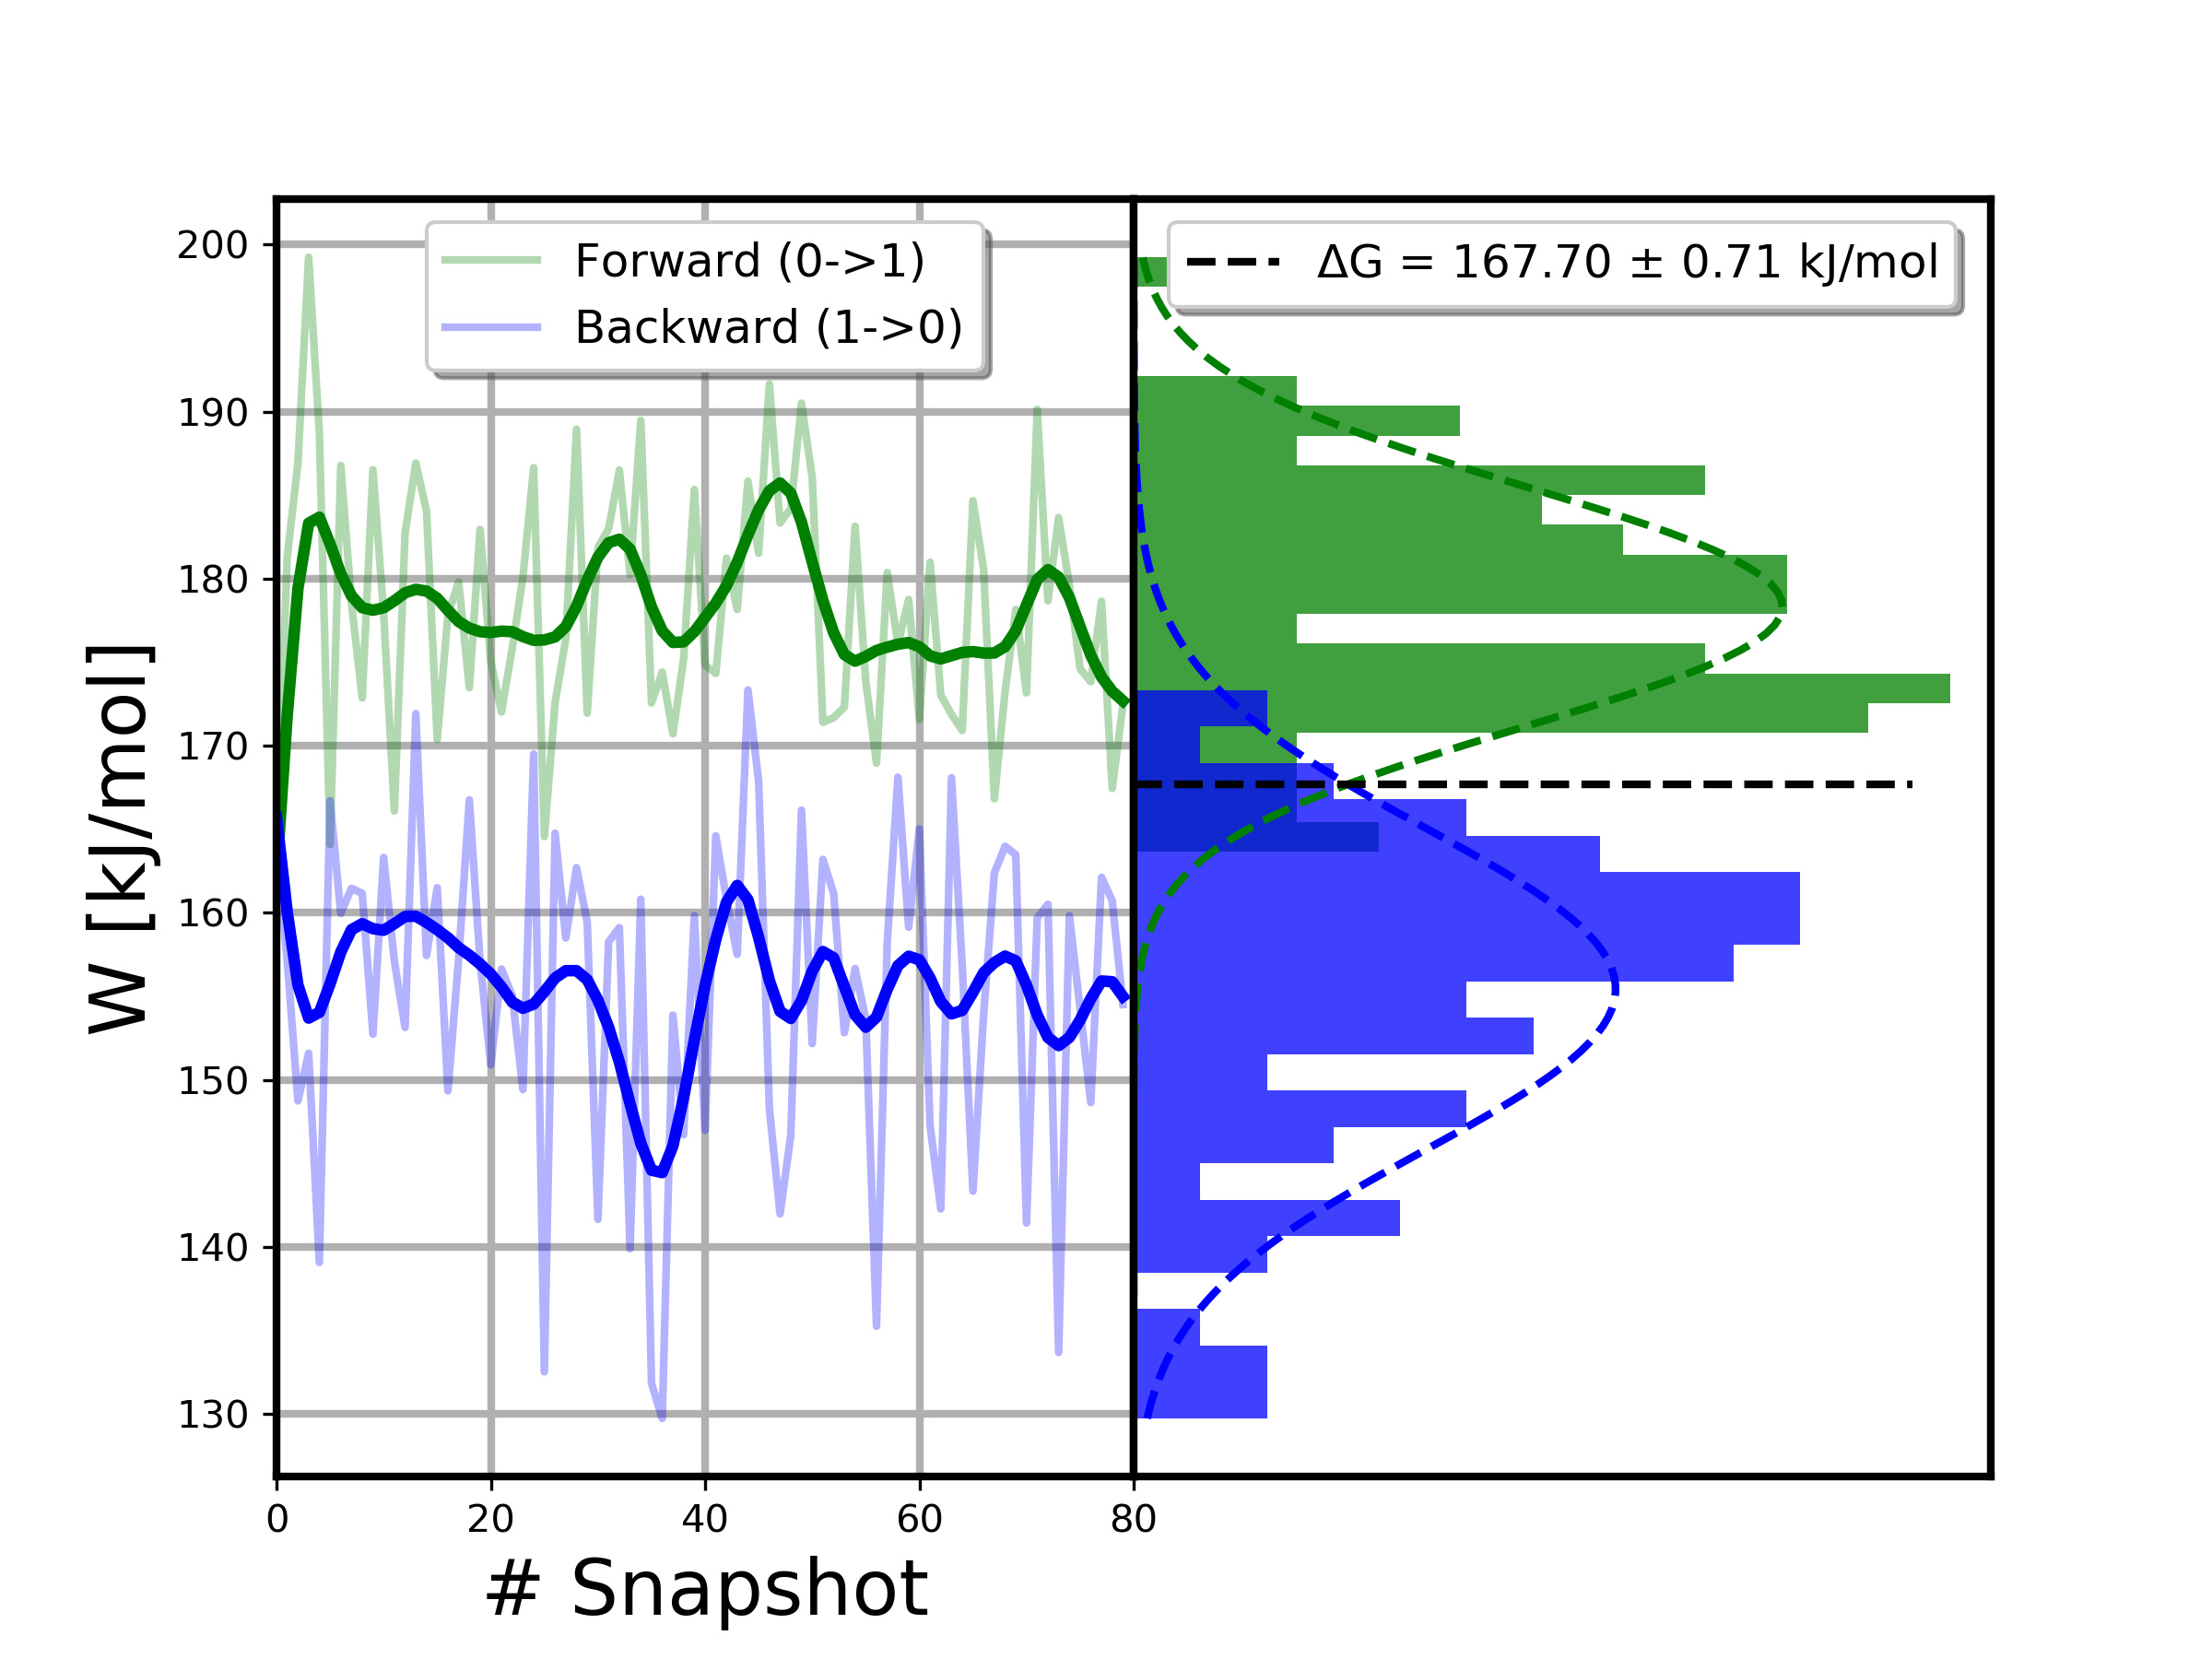 Forward (0->1)
Backward (1->0)
ΔG = 167.70 ± 0.71 kJ/mol
W [kJ/mol]
200
190
180
170
160
150
140
130
0
20
40
60
80
# Snapshot